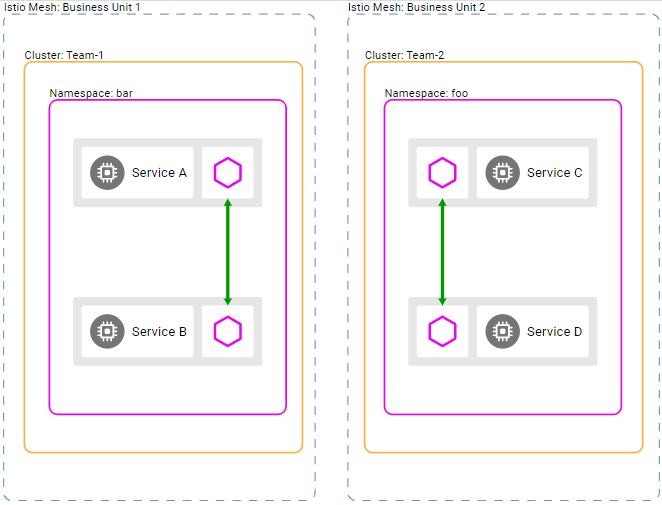 Istio Mesh: Business Unit 1
Cluster: Team-1
Namespace: bar
Service A
Service B
Istio Mesh: Business Unit 2
Cluster: Team-2
Namespace: foo
Service C
Service D